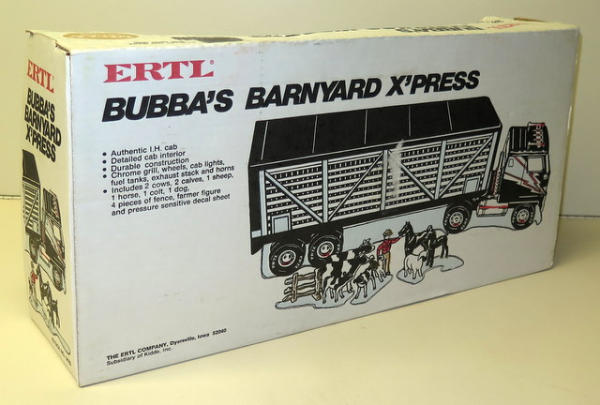 ERTL®
BUBBA'S BARNYARD X'PRESS
• Authentic I.H. cab
• Detailed cab interior
• Durable construction
• Chrome grill, wheels, cab lights,
fuel tanks, exhaust stack and horns
• Includes 2 cows, 2 calves, 1 sheep,
1 horse, 1 colt, 1 dog,
4 pieces of fence, farmer figure
and pressure sensitive decal sheet
THE ERTL COMPANY, Dyersville, Iowa 52040
Subsidiary of Kidde, Inc.
ERTL
BUBBA'S
BARNYARD
X'PRESS